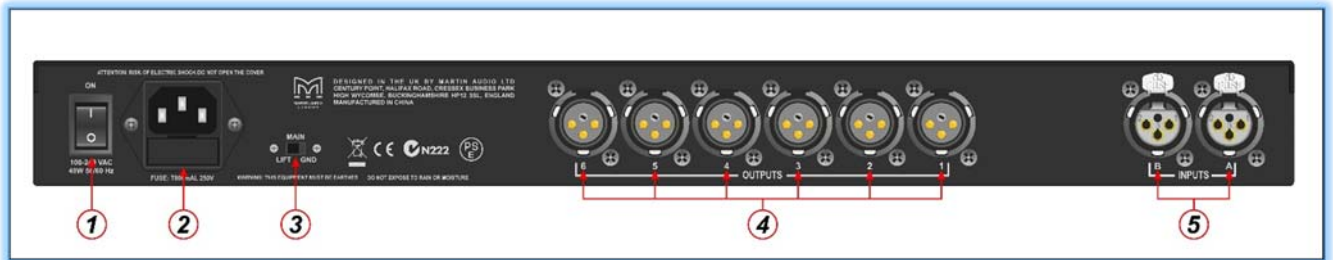 ATTENTION: RISK OF ELECTRIC SHOCK. DO NOT OPEN THE COVER
ON
I
O
100-240 VAC
48W 50/60 Hz
FUSE: T800mAL 250V
MAIN
LIFT GND
DESIGNED IN THE UK BY MARTIN AUDIO LTD
CENTURY POINT, HALIFAX ROAD, CRESSEX BUSINESS PARK
HIGH WYCOMBE, BUCKINGHAMSHIRE HP12 3SL, ENGLAND
MANUFACTURED IN CHINA
CE N222 PS E
WARNING: THIS EQUIPMENT MUST BE EARTHED DO NOT EXPOSE TO RAIN OR MOISTURE
6 5 4 3 2 1
OUTPUTS
B A
INPUTS
1 2 3 4 5